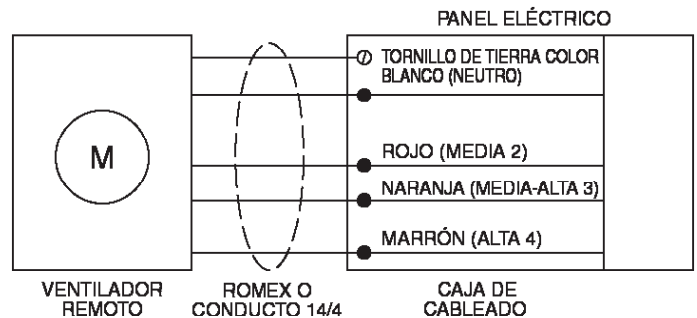 PANEL ELÉCTRICO
TORNILLO DE TIERRA COLOR
BLANCO (NEUTRO)
M
ROJO (MEDIA 2)
NARANJA (MEDIA-ALTA 3)
MARRÓN (ALTA 4)
VENTILADOR
REMOTO
ROMEX O
CONDUCTO 14/4
CAJA DE
CABLEADO